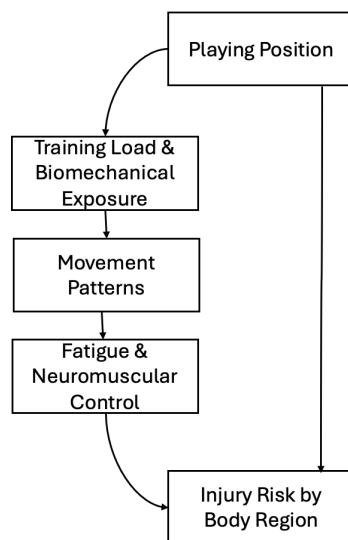 Playing Position
Training Load &
Biomechanical
Exposure
Movement
Patterns
Fatigue &
Neuromuscular
Control
Injury Risk by
Body Region